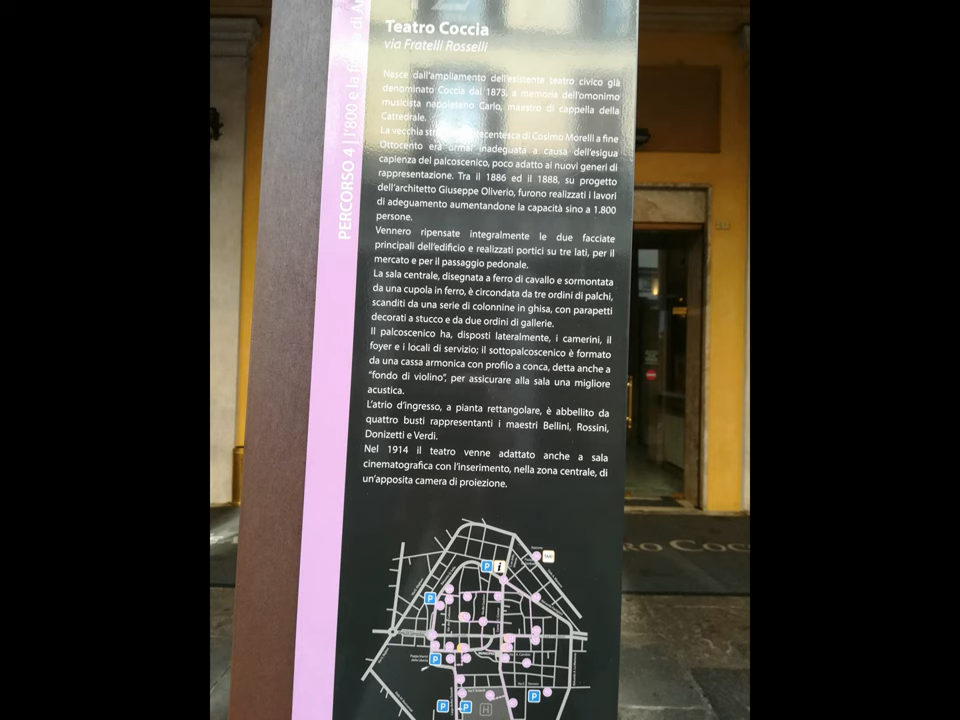 Teatro Coccia
via Fratelli Rosselli
Nasce dall'ampliamento dell'esistente teatro civico già
denominato Coccia dal 1873, a memoria dell'omonimo
musicista napoletano Carlo, maestro di cappella della
Cattedrale.
La vecchia di Cosimo Morelli a fine
Ottocento era ormai inadeguata a causa dell'esigua
capienza del palcoscenico, poco adatto ai nuovi generi di
rappresentazione. Tra il 1886 ed il 1888, su progetto
dell'architetto Giuseppe Oliverio, furono realizzati i lavori
di adeguamento aumentandone la capacità sino a 1.800
persone.
Vennero ripensate integralmente le due facciate
principali dell'edificio e realizzati portici su tre lati, per il
mercato e per il passaggio pedonale.
La sala centrale, disegnata a ferro di cavallo e sormontata
da una cupola in ferro, è circondata da tre ordini di palchi,
scanditi da una serie di colonnine in ghisa, con parapetti
decorati a stucco e da due ordini di gallerie.
Il palcoscenico ha, disposti lateralmente, i camerini, il
foyer e i locali di servizio; il sottopalcoscenico è formato
da una cassa armonica con profilo a conca, detta anche a
"fondo di violino", per assicurare alla sala una migliore
acustica.
L'atrio d'ingresso, a pianta rettangolare, è abbellito da
quattro busti rappresentanti i maestri Bellini, Rossini,
Donizetti e Verdi.
Nel 1914 il teatro venne adattato anche a sala
cinematografica con l'inserimento, nella zona centrale, di
un'apposita camera di proiezione.
PERCORSO 4 | l'800 e la di
P
i
P
P
P
P
P
H